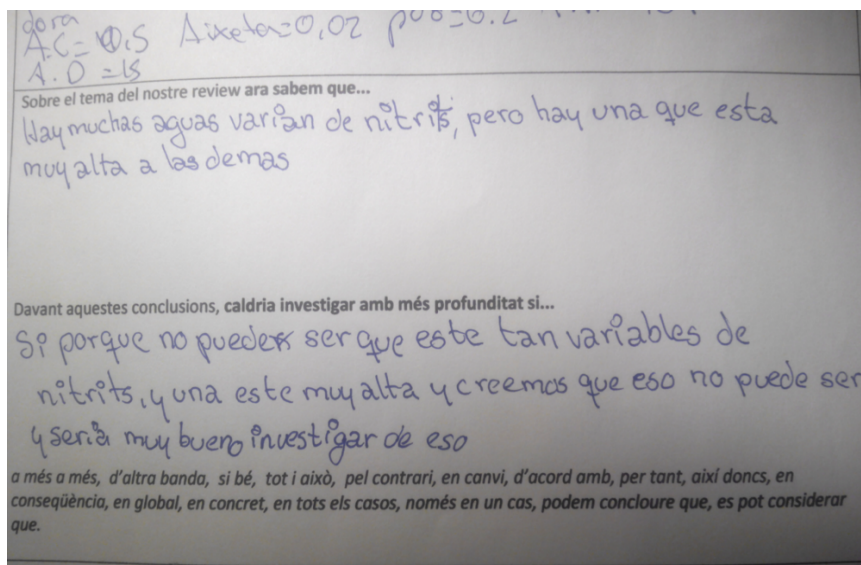 dora
A.C= 0,5 Aixeta=0,02
A.D =15
Sobre el tema del nostre review ara sabem que...
Hay muchas aguas varian de nitrits, pero hay una que esta
muy alta a las demas
Davant aquestes conclusions, caldria investigar amb més profunditat si...
Si porque no puede ser que este tan variables de
nitrits, y una este muy alta y creemos que eso no puede ser
y seria muy bueno investigar de eso
a més a més, d'altra banda, si bé, tot i això, pel contrari, en canvi, d'acord amb, per tant, així doncs, en
conseqüència, en global, en concret, en tots els casos, només en un cas, podem concloure que, es pot considerar
que.